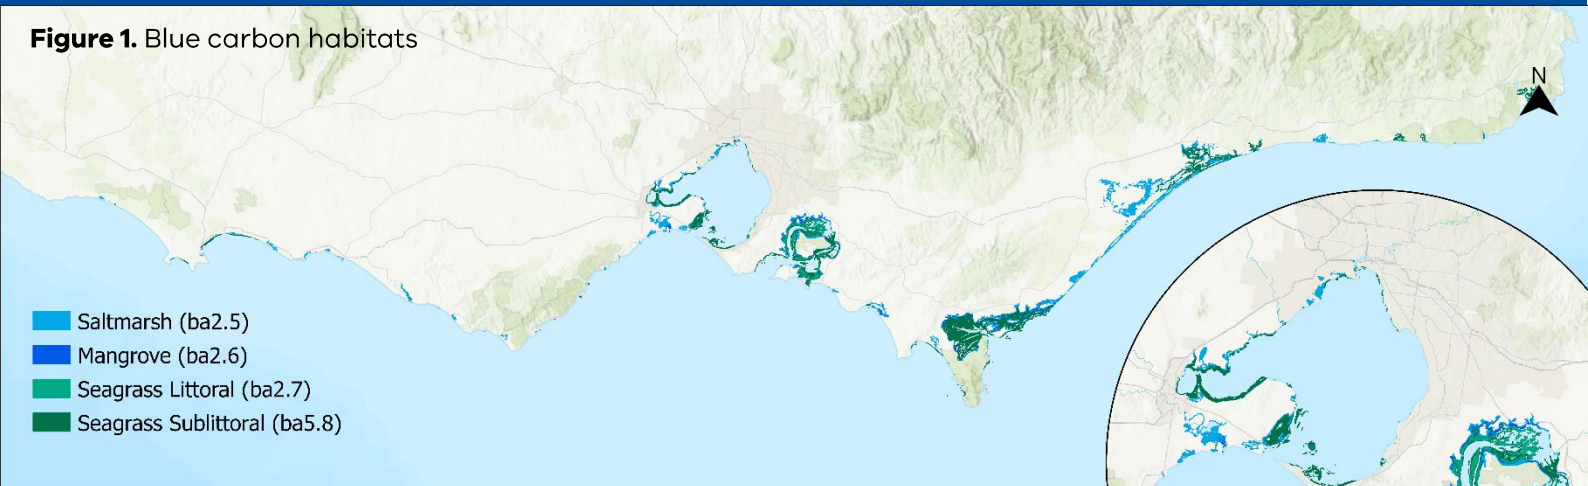 Figure 1. Blue carbon habitats
N
Saltmarsh (ba2.5)
Mangrove (ba2.6)
Seagrass Littoral (ba2.7)
Seagrass Sublittoral (ba5.8)